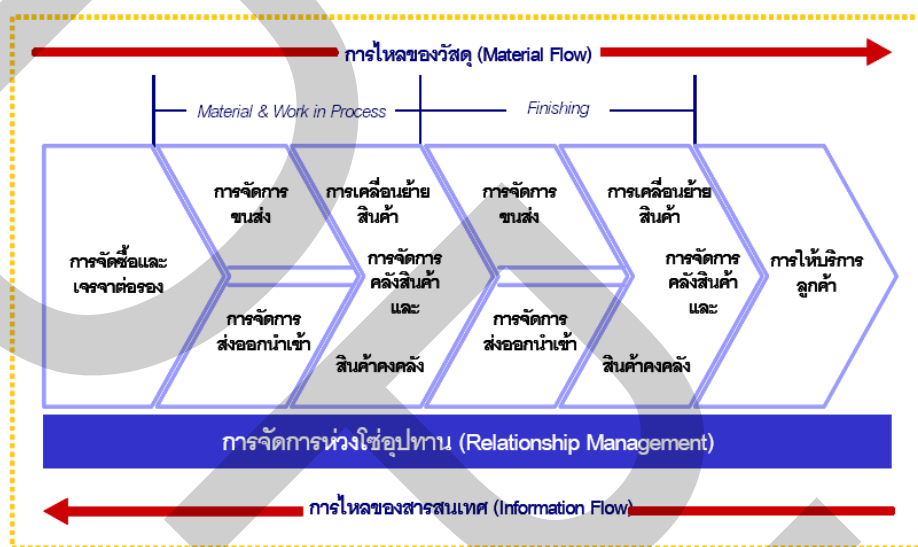 การไหลของวัสดุ (Material Flow)
Material & Work in Process
Finishing
การจัดซื้อและ
เจรจาต่อรอง
การจัดการ
ขนส่ง
การจัดการ
ส่งออกนำเข้า
การเคลื่อนย้าย
สินค้า
การจัดการ
คลังสินค้า
และ
สินค้าคงคลัง
การจัดการ
ขนส่ง
การจัดการ
ส่งออกนำเข้า
การเคลื่อนย้าย
สินค้า
การจัดการ
คลังสินค้า
และ
สินค้าคงคลัง
การให้บริการ
ลูกค้า
การจัดการห่วงโซ่อุปทาน (Relationship Management)
การไหลของสารสนเทศ (Information Flow)